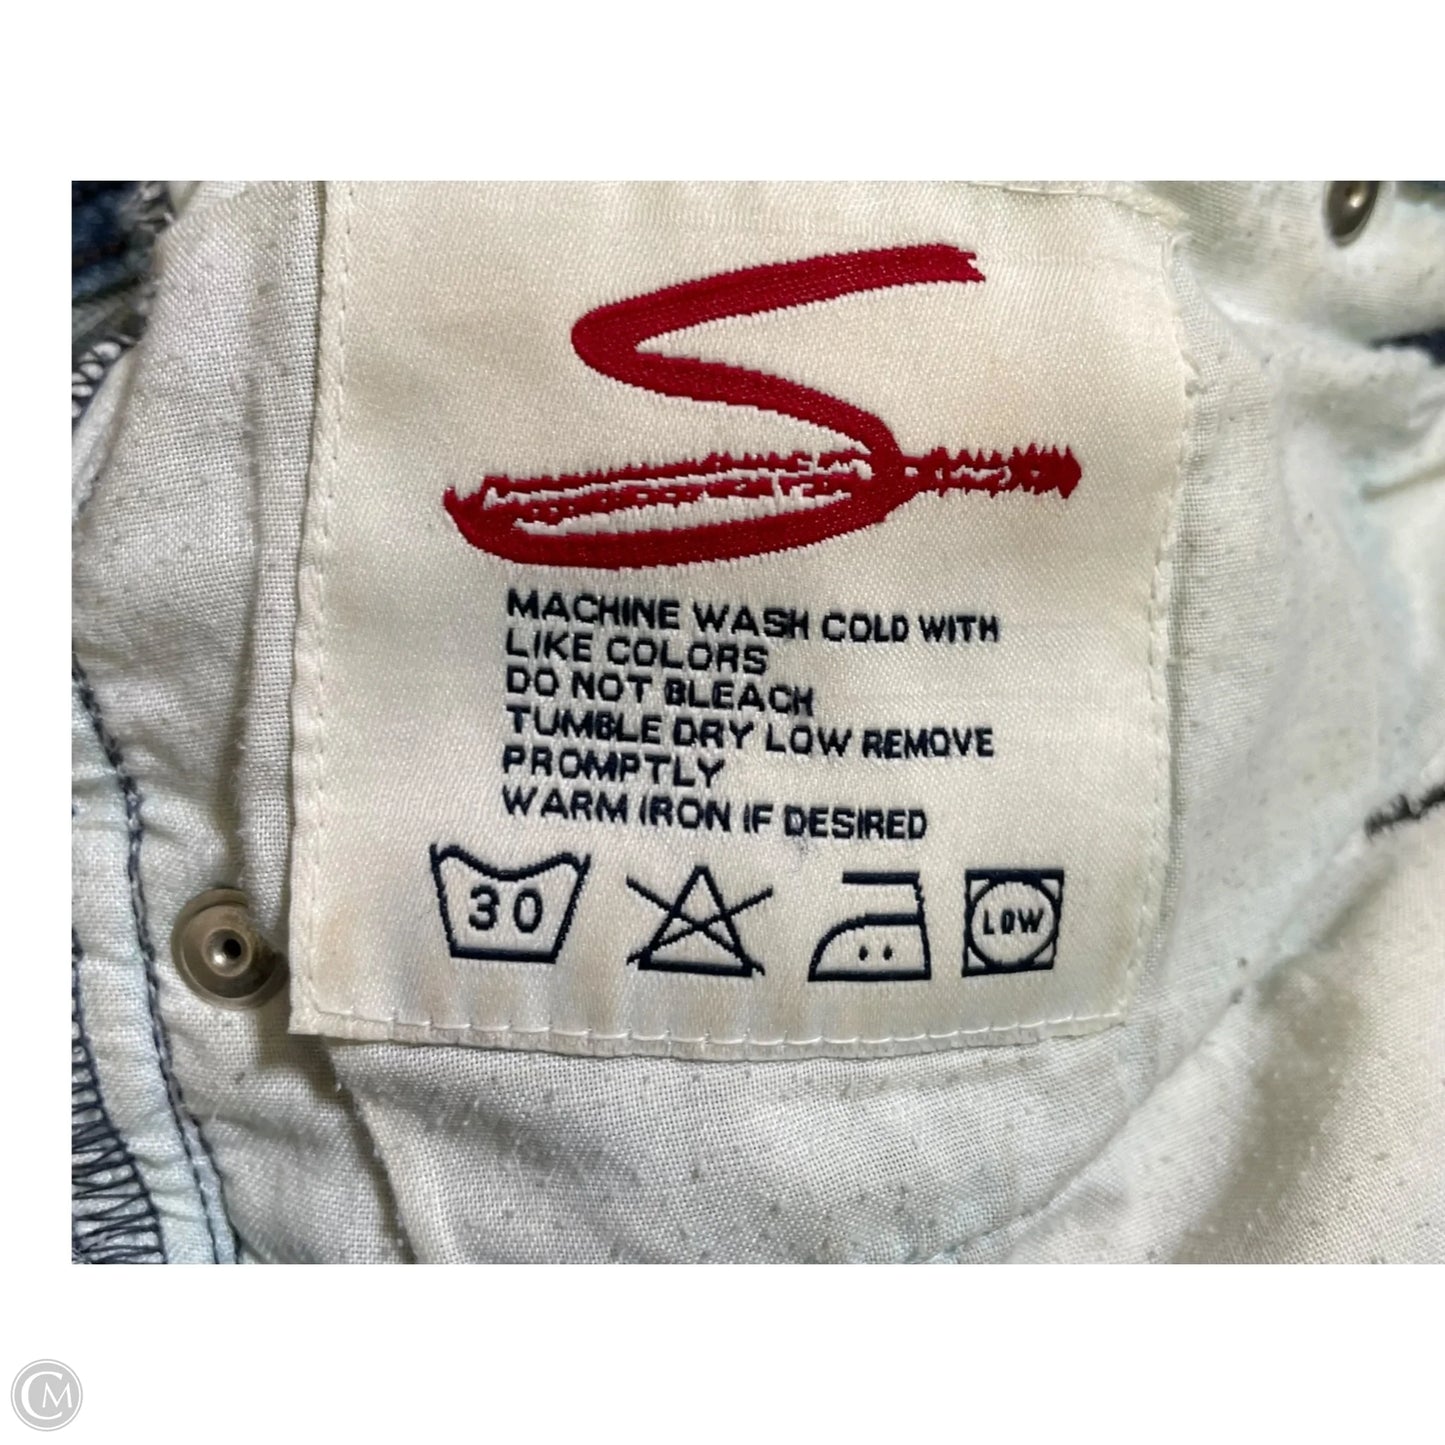 S
MACHINE WASH COLD WITH
LIKE COLORS
DO NOT BLEACH
TUMBLE DRY LOW REMOVE
PROMPTLY
WARM IRON IF DESIRED
30
LOW
CM